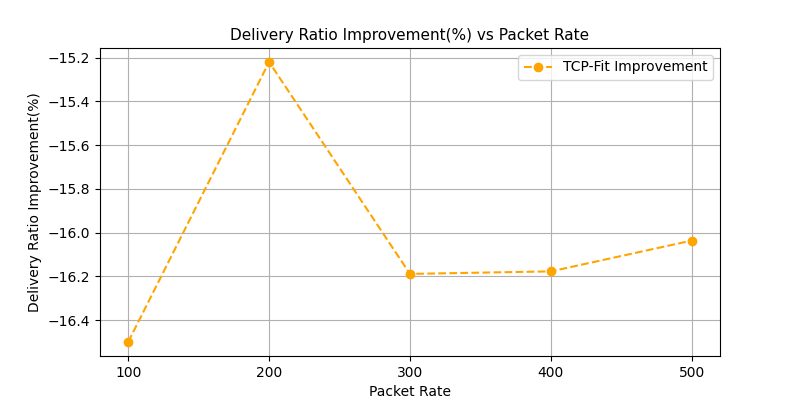 Delivery Ratio Improvement(%) vs Packet Rate
TCP-Fit Improvement
Delivery Ratio Improvement(%)
−15.2
−15.4
−15.6
−15.8
−16.0
−16.2
−16.4
100 200 300 400 500
Packet Rate